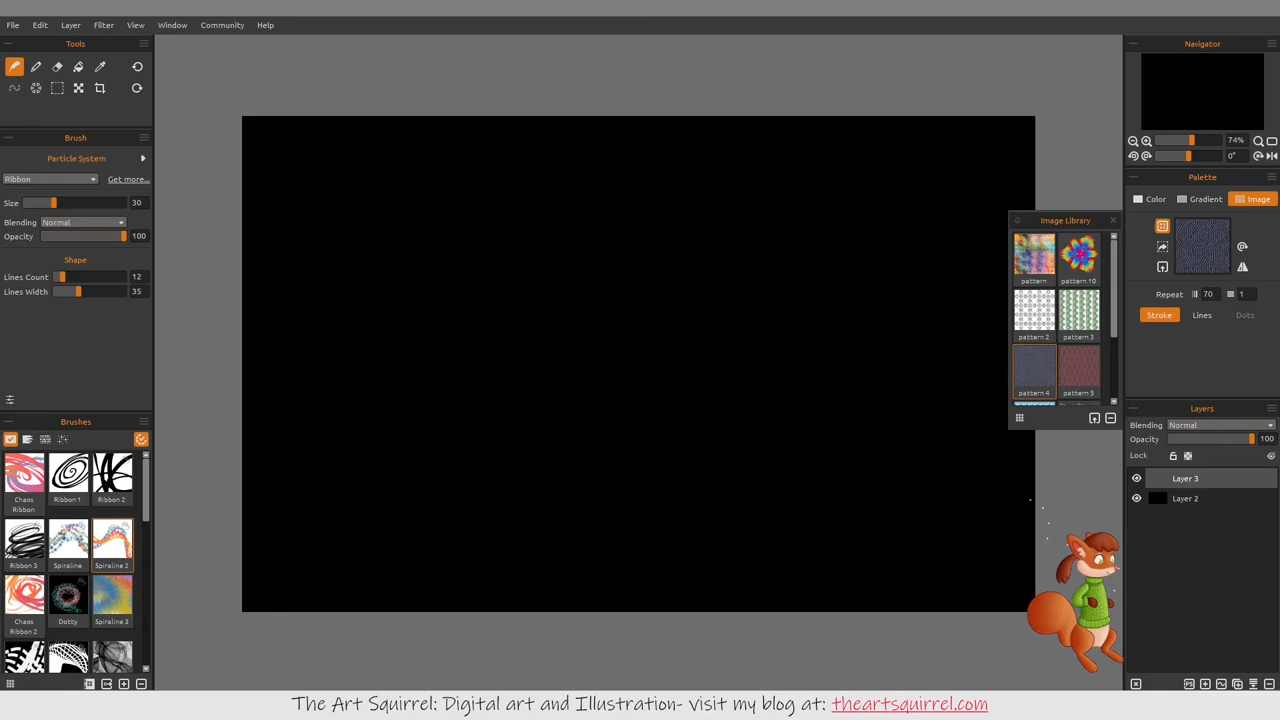 File Edit Layer Filter View Window Community Help
Tools
Brush
Particle System
Ribbon Get more...
Size 30
Blending Normal
Opacity 100
Shape
Lines Count 12
Lines Width 35
Brushes
Chaos Ribbon Ribbon 1 Ribbon 2
Ribbon 3 Spiraline Spiraline 2
Chaos Ribbon 2 Dotty Spiraline 3
Image Library
pattern pattern 10
pattern 2 pattern 3
pattern 4 pattern 5
Navigator
74%
0°
Palette
Color Gradient Image
Repeat 70 1
Stroke Lines Dots
Layers
Blending Normal
Opacity 100
Lock
Layer 3
Layer 2
The Art Squirrel: Digital art and Illustration- visit my blog at: theartsquirrel.com